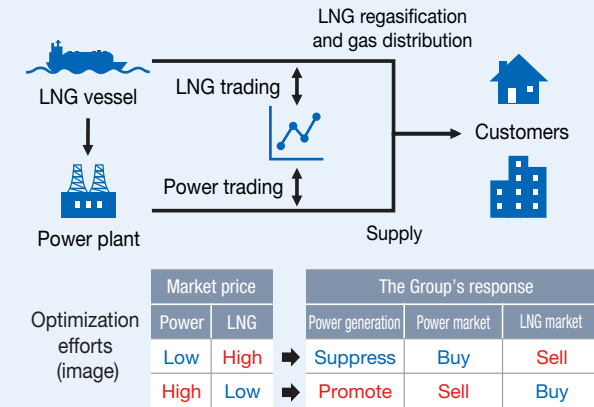 LNG regasification
and gas distribution
LNG trading
LNG vessel
Customers
Power trading
Power plant
Supply
Optimization
efforts
(image)
Market price
The Group's response
Power
LNG
Power generation
Power market
LNG market
Low
High
Suppress
Buy
Sell
High
Low
Promote
Sell
Buy